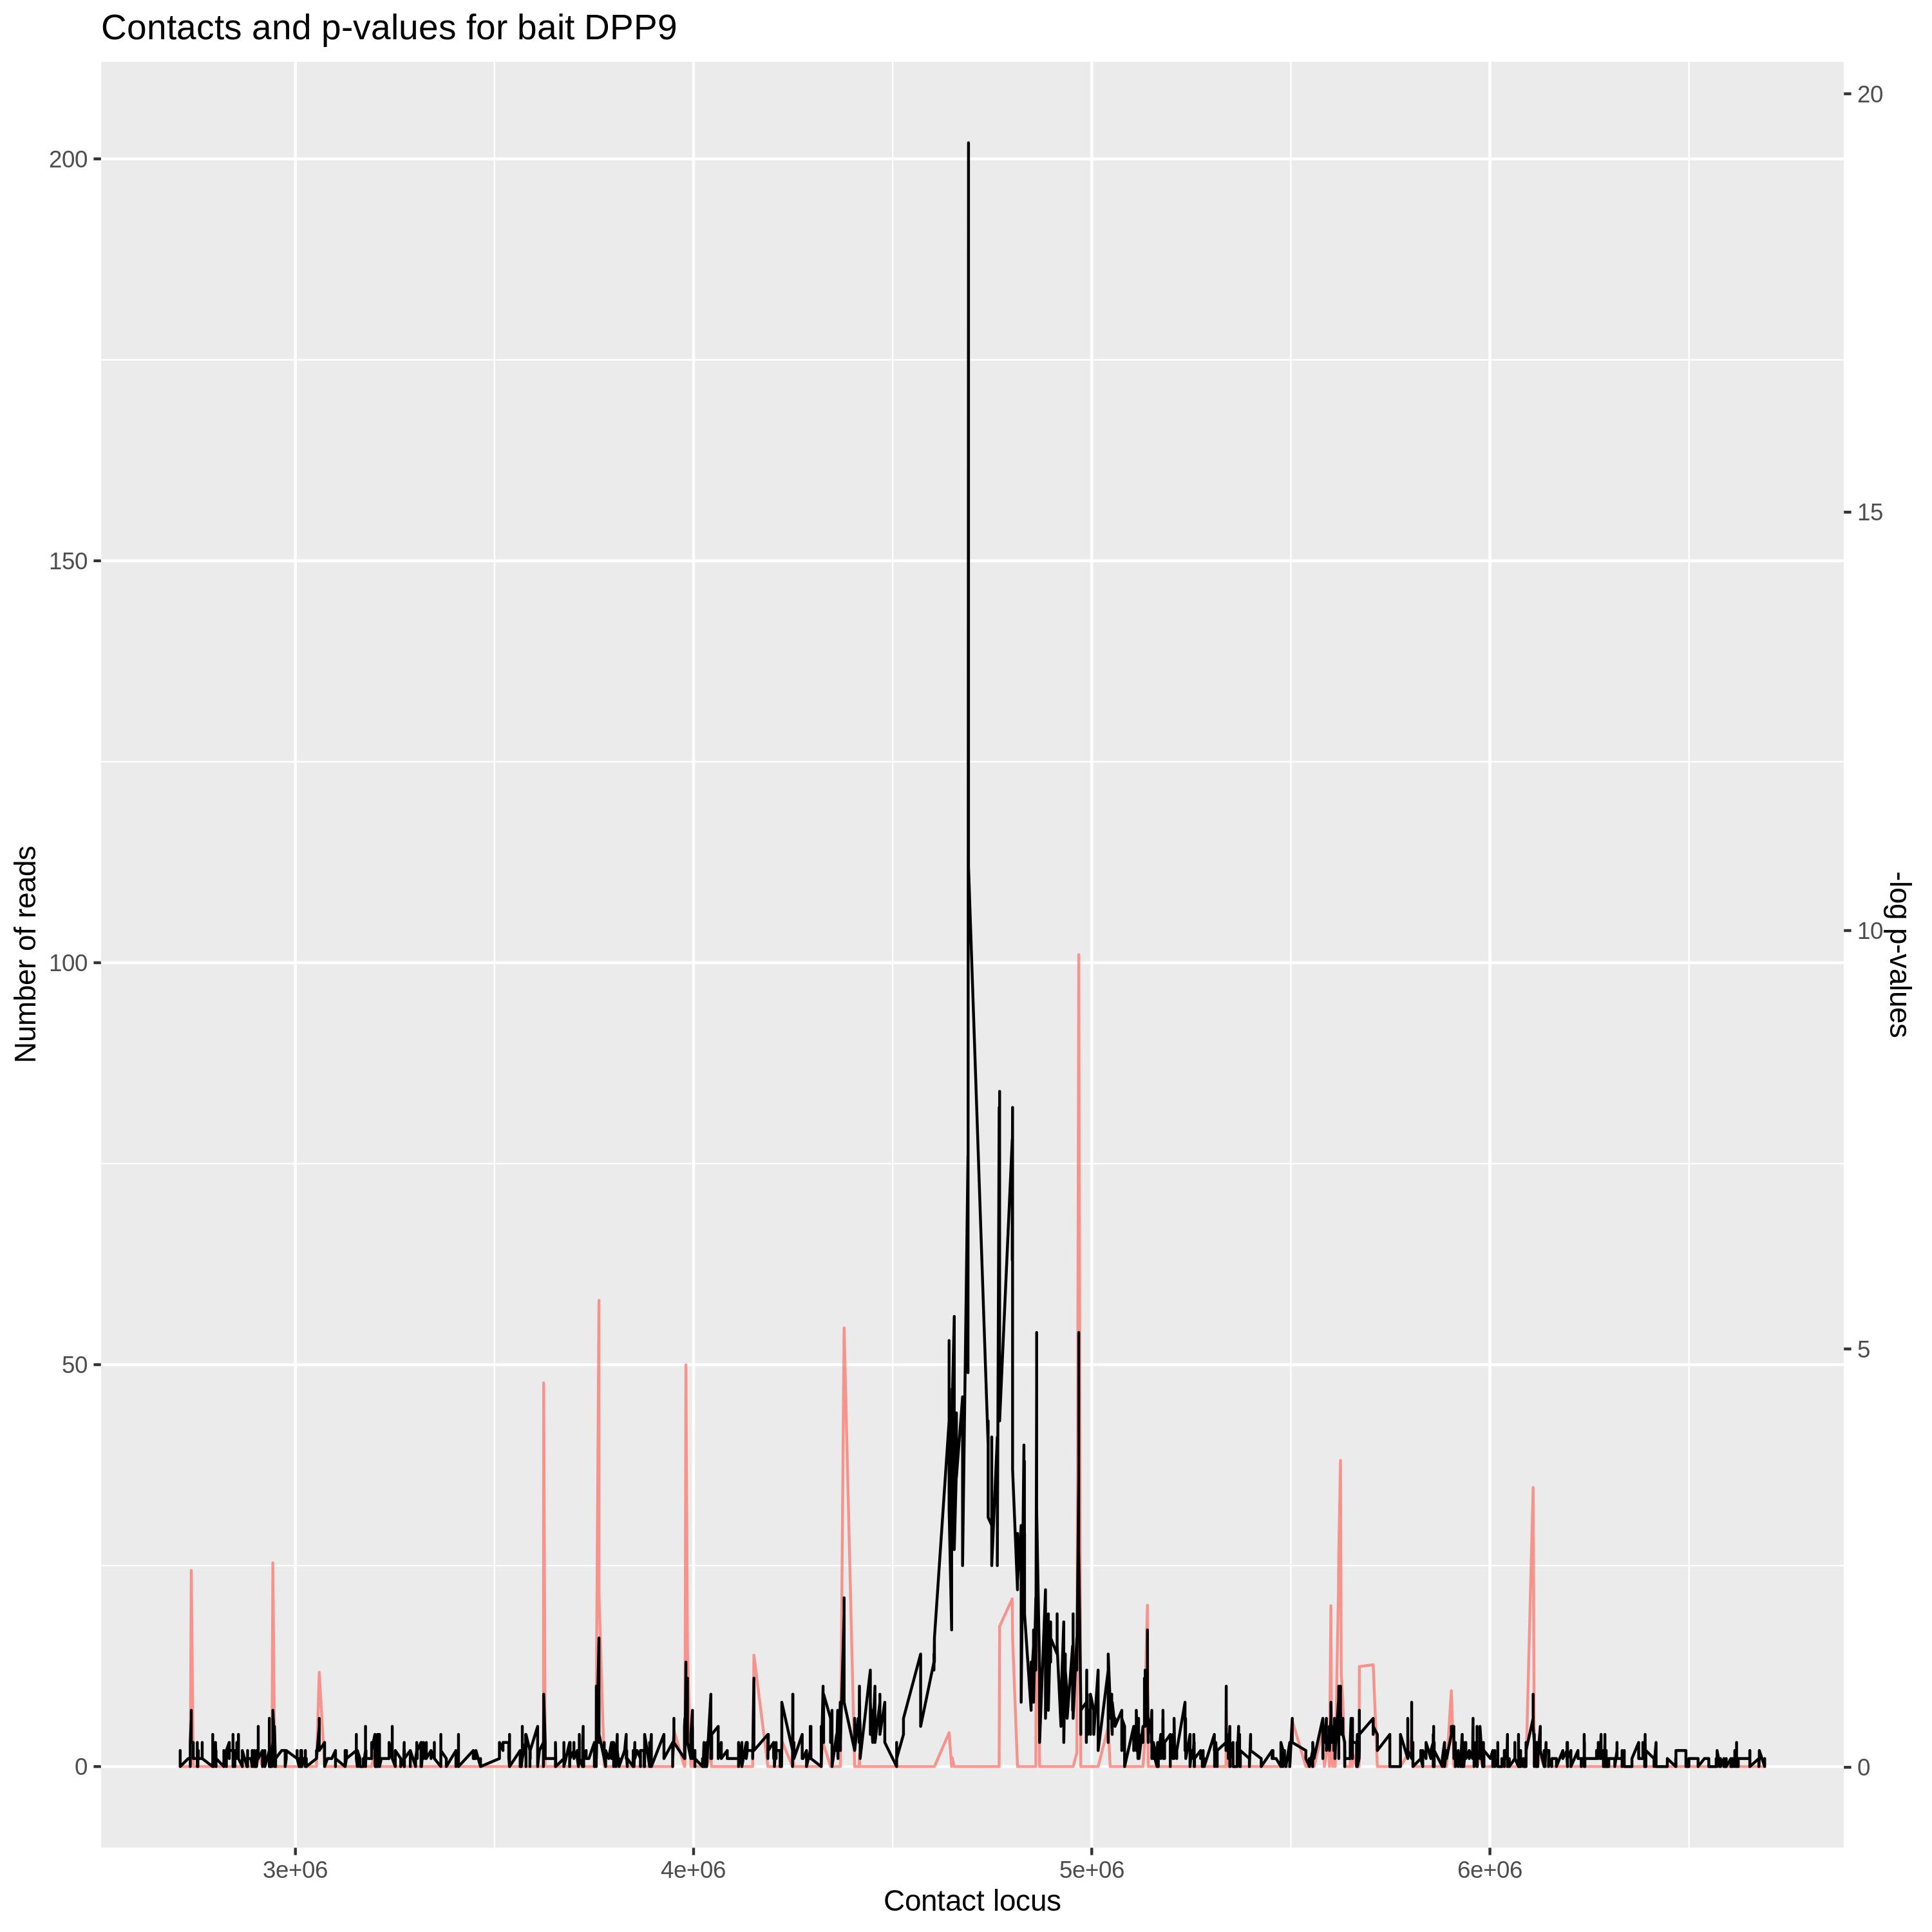 Contacts and p-values for bait DPP9
20
200
15
150
10
100
5
50
0
0
Number of reads
-log p-values
3e+06
4e+06
5e+06
6e+06
Contact locus